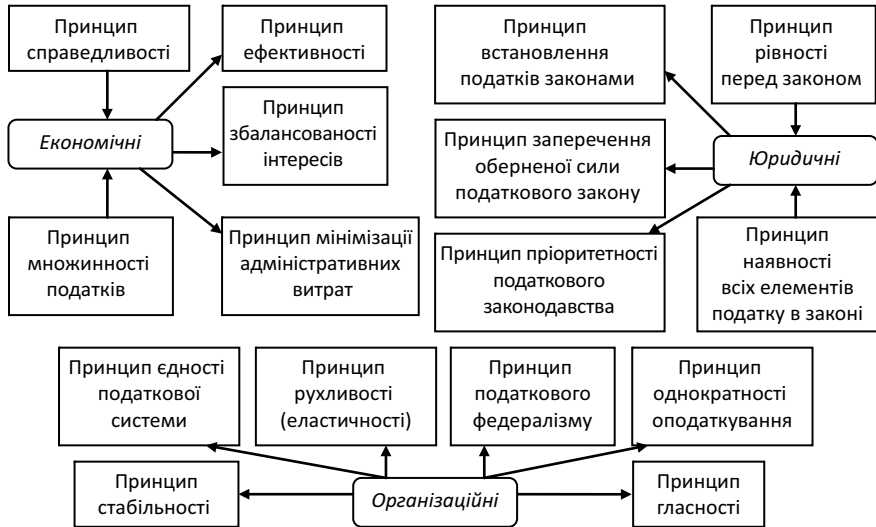 Принцип
справедливості
Принцип
ефективності
Принцип
збалансованості
інтересів
Економічні
Принцип
множинності
податків
Принцип мінімізації
адміністративних
витрат
Принцип
встановлення
податків законами
Принцип
рівності
перед законом
Принцип заперечення
оберненої сили
податкового закону
Юридичні
Принцип пріоритетності
податкового
законодавства
Принцип
наявності
всіх елементів
податку в законі
Принцип єдності
податкової
системи
Принцип
рухливості
(еластичності)
Принцип
податкового
федералізму
Принцип
однократності
оподаткування
Принцип
стабільності
Організаційні
Принцип
гласності